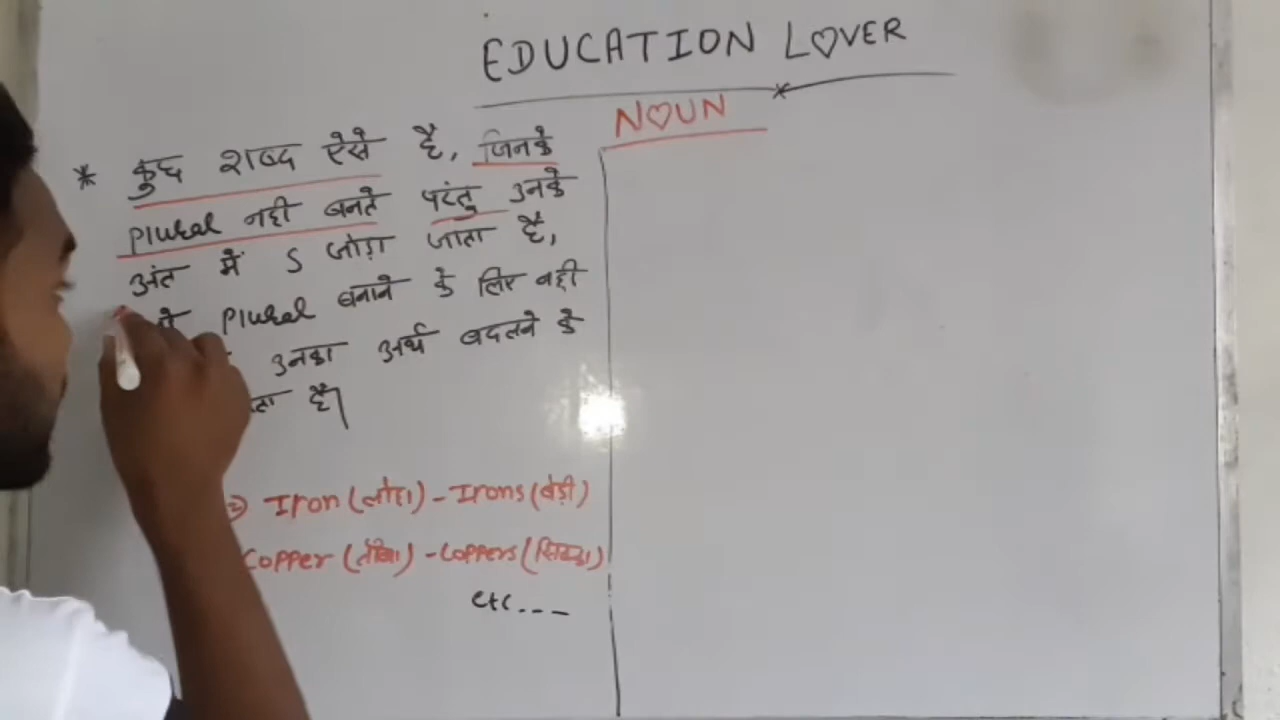 EDUCATION LOVER
NOUN
* कुछ शब्द ऐसे है, जिनके
Plural नही बनते परंतु उनके
अंत में S जोड़ा जाता है,
Plural बनाने के लिए नही
उनका अर्थ बदलने के
है।
⇒ Iron (लोहा) - Irons (बेड़ी)
Copper (तांबा) - Coppers (सिक्का)
etc...